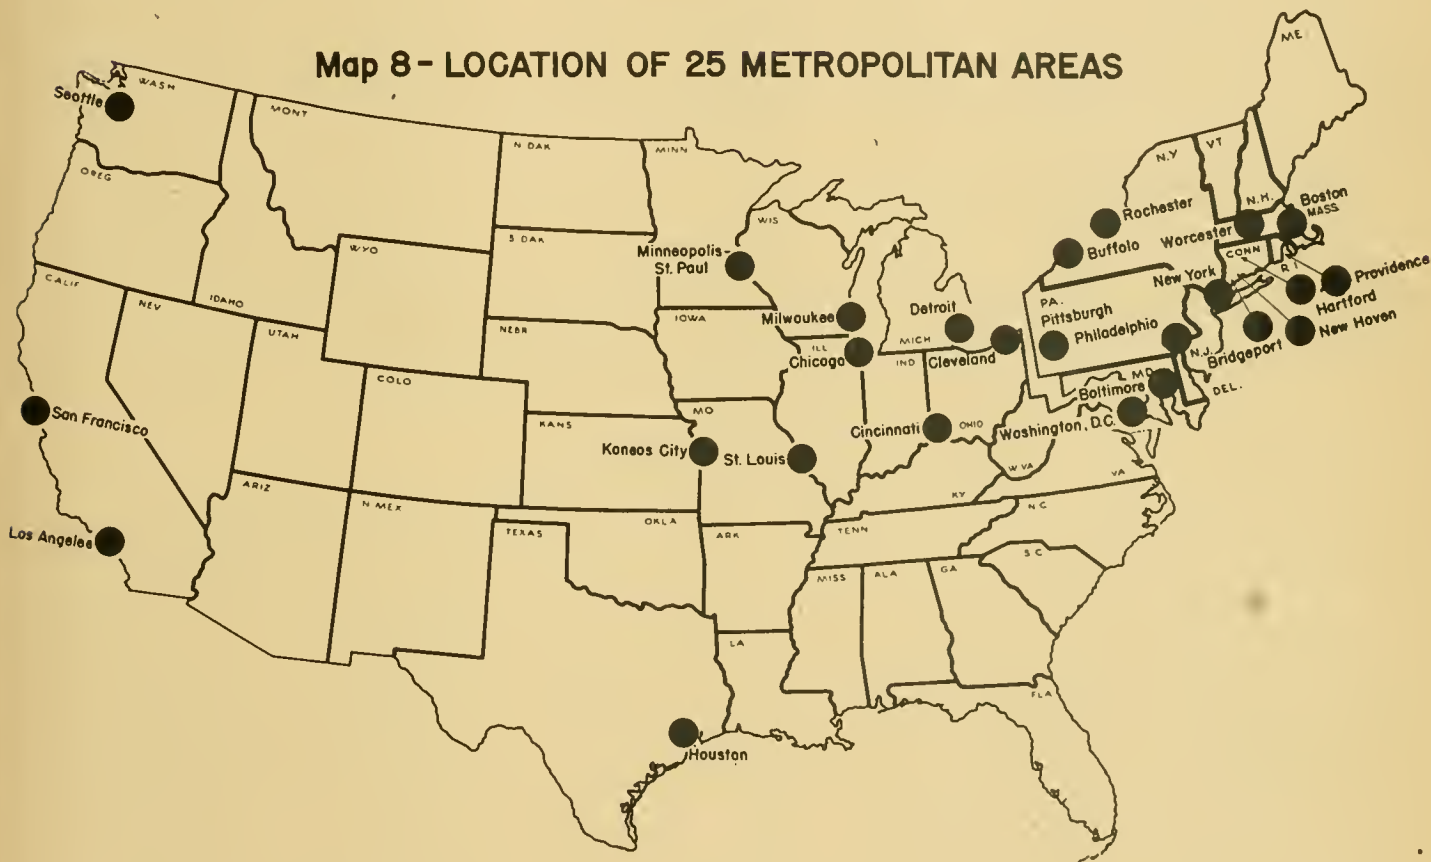 Map 8 - LOCATION OF 25 METROPOLITAN AREAS
ME
WASH
Seattle
MONT
N DAK
MINN
OREG
N.Y
VT
N.H.
Boston
MASS.
Rochester
WIS
S DAK
WYO
Minneapolis-
St. Paul
Buffalo
Worcester
CONN
R I
Providence
CALIF
NEV
IDAHO
New York
Hartford
New Haven
Bridgeport
UTAH
NEBR
IOWA
Milwaukee
Detroit
MICH
PA.
Pittsburgh
Philadelphia
N.J.
ILL
Chicago
IND
Cleveland
COLO
MD
Baltimore
DEL.
San Francisco
KANS
MO
Kansas City
St. Louis
Cincinnati
OHIO
Washington, D.C.
W.VA
VA
KY
ARIZ
N MEX
TEXAS
OKLA
ARK
TENN
N C
S C
Los Angeles
MISS
ALA
GA
LA
FLA
Houston